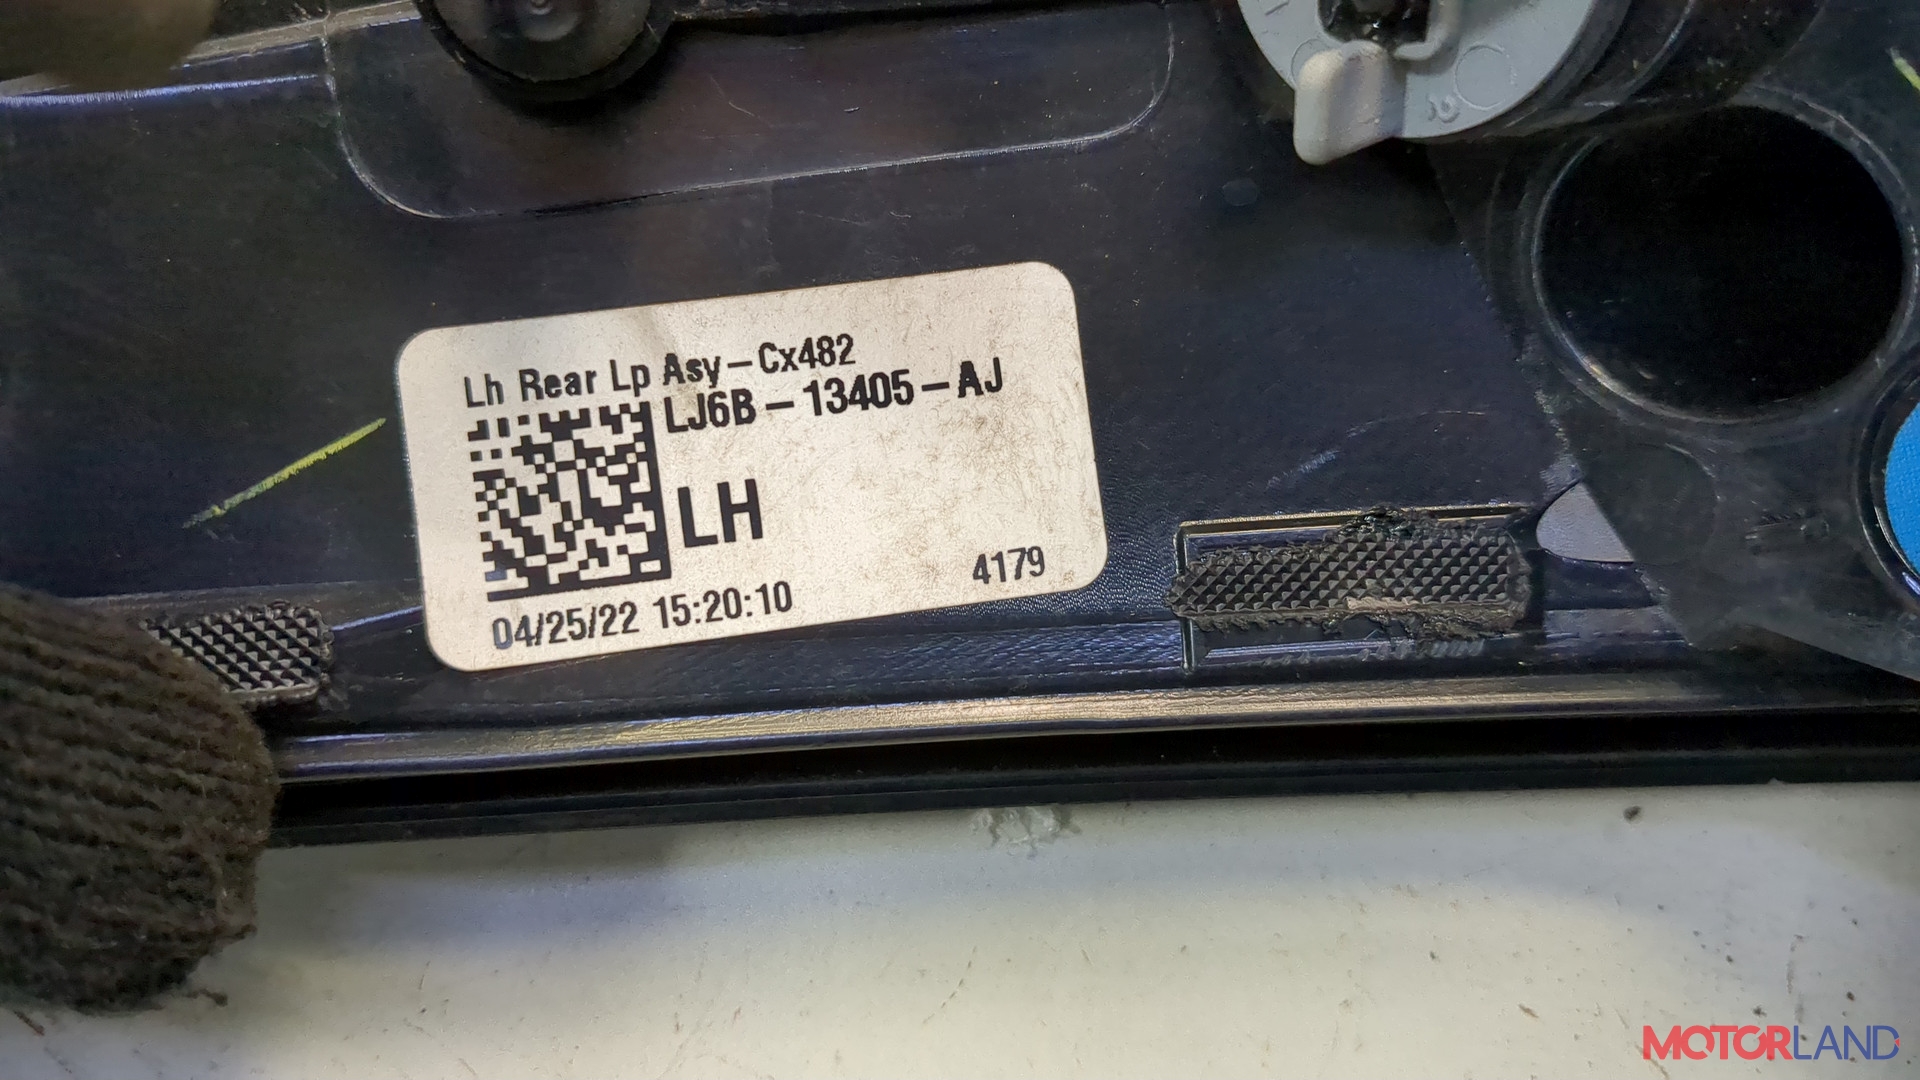 Lh Rear Lp Asy-Cx482
LJ6B-13405-AJ
LH
4179
04/25/22 15:20:10
MOTORLAND